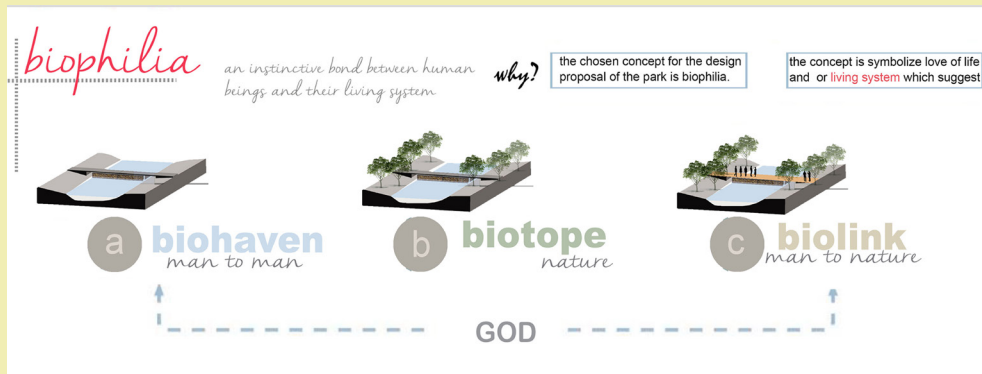 biophilia
an instinctive bond between human
beings and their living system
why?
the chosen concept for the design
proposal of the park is biophilia.
the concept is symbolize love of life
and or living system which suggest
a biohaven
man to man
b biotope
nature
c biolink
man to nature
GOD